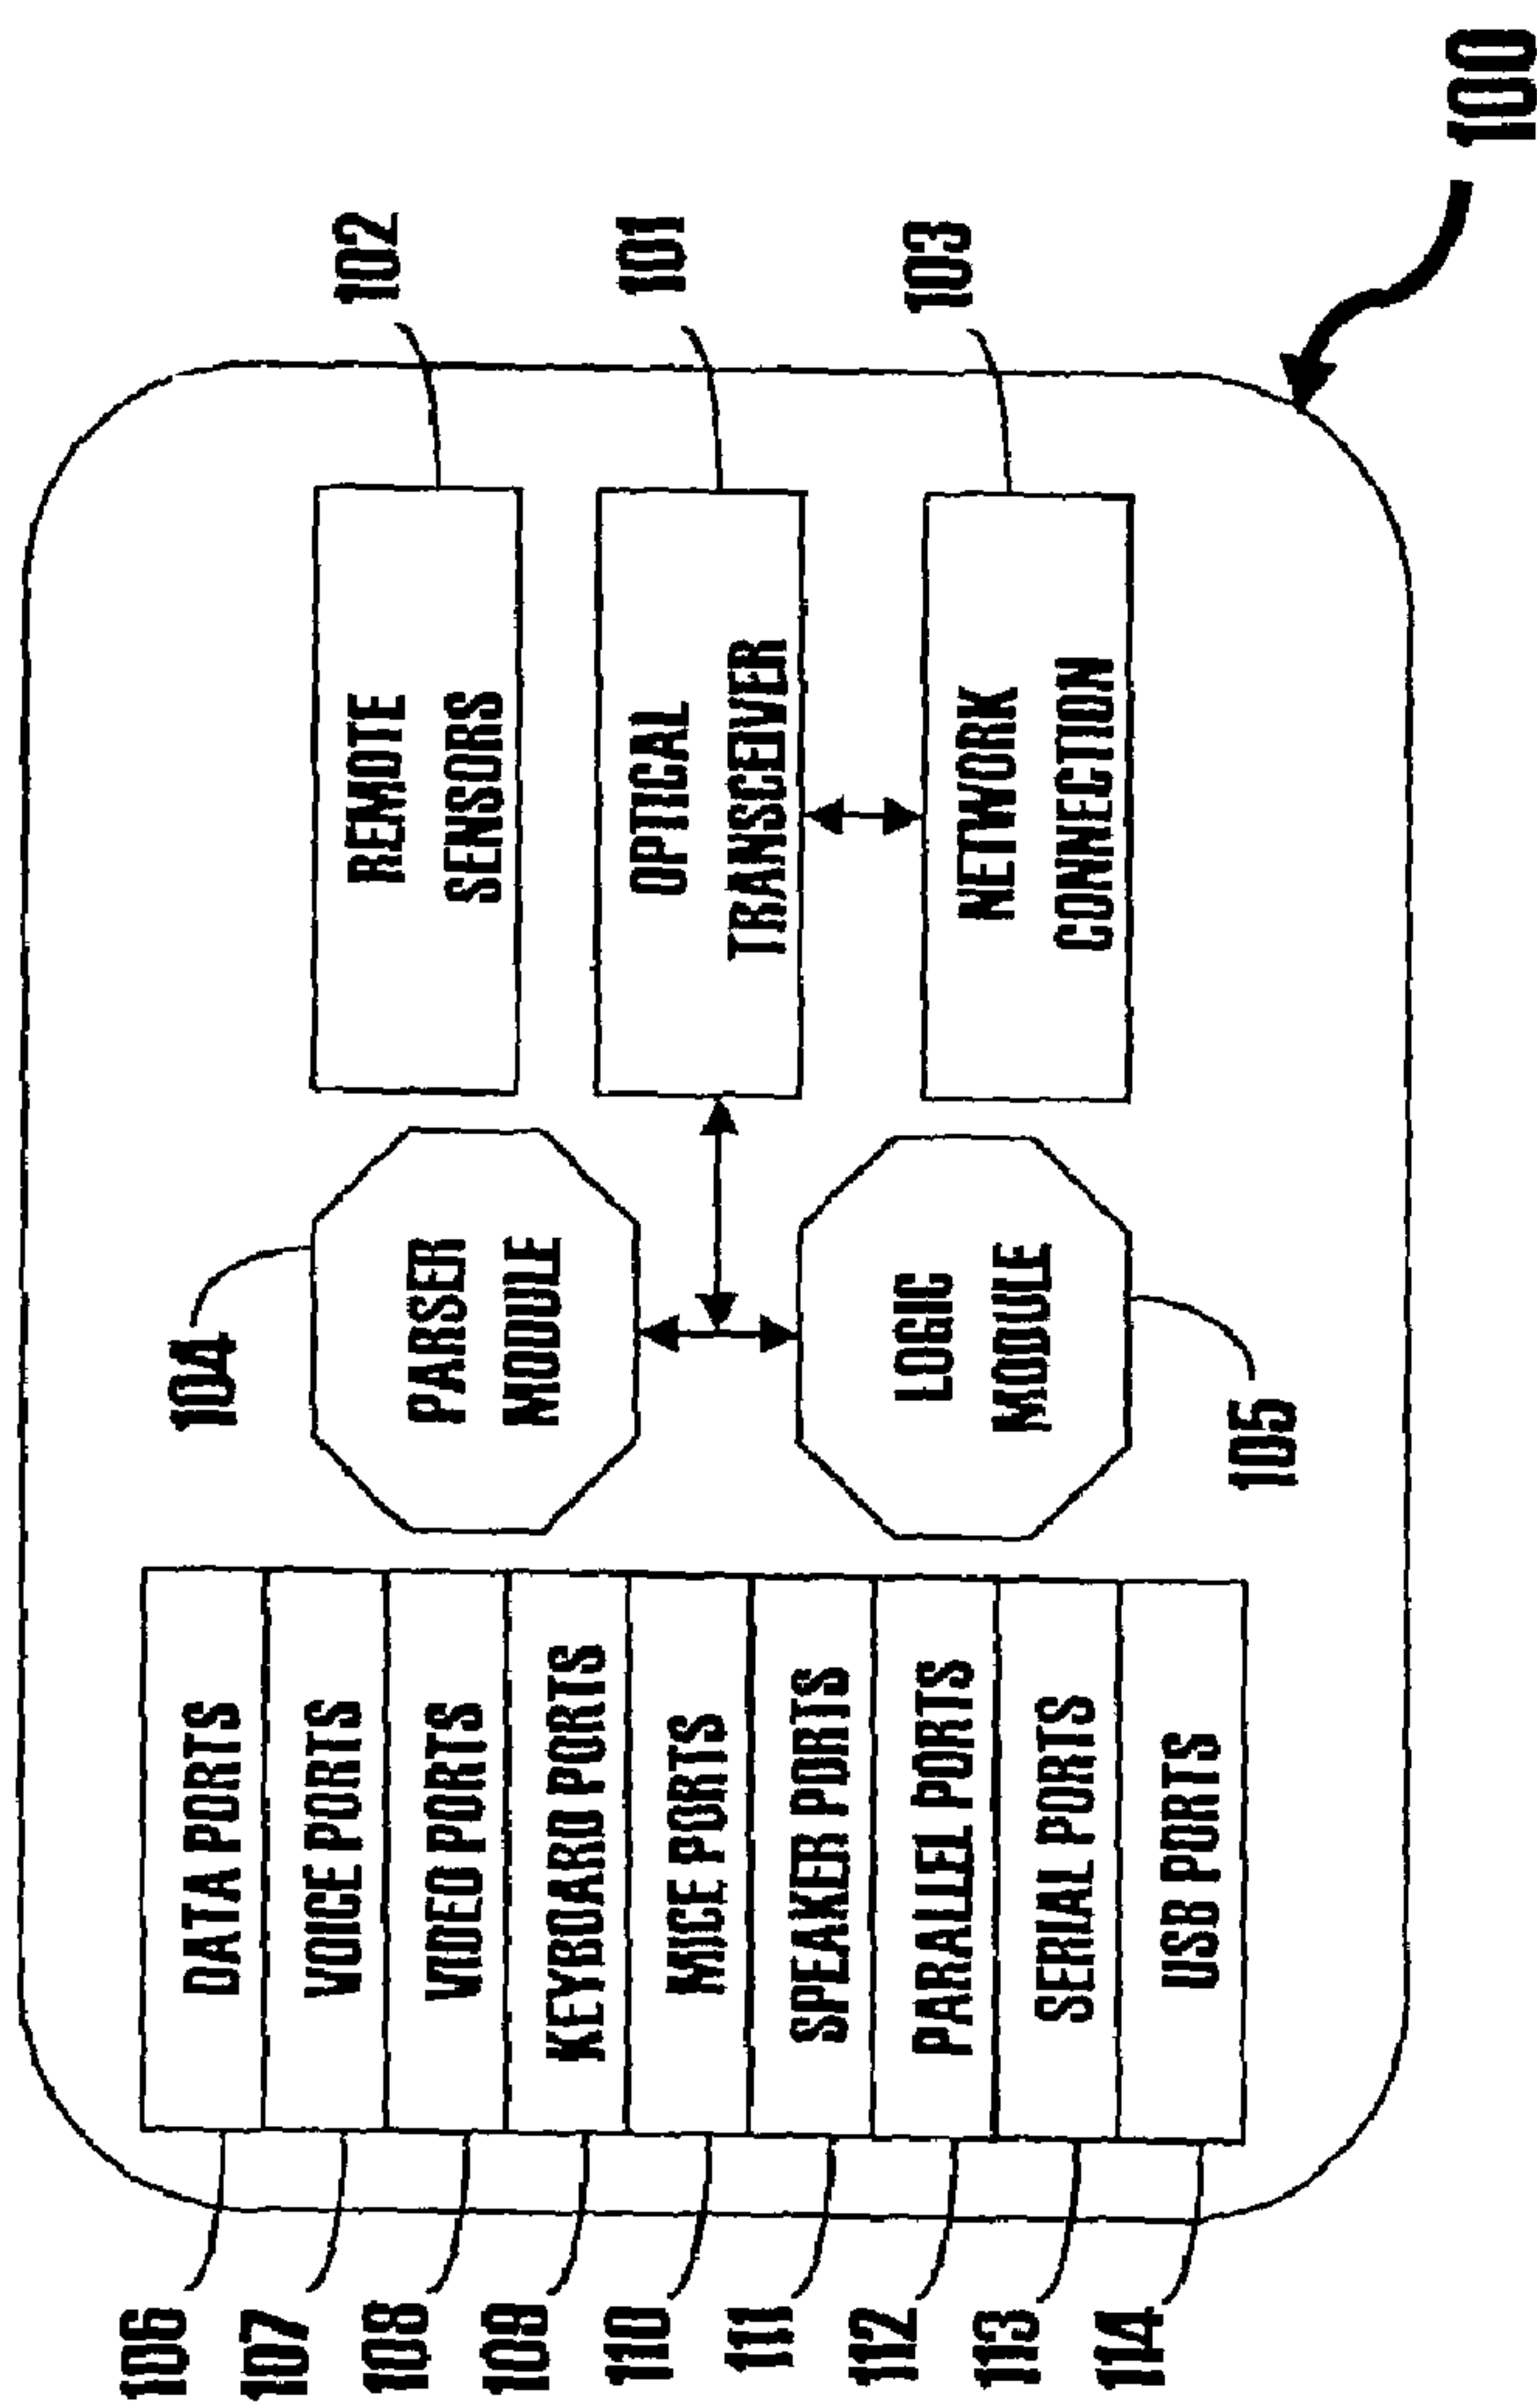 106
DATA PORTS
107
VOICE PORTS
108
VIDEO PORTS
108
KEYBOARD PORTS
110
MICE PORTS
111
SPEAKER PORTS
112
PARALLEL PORTS
113
SERIAL PORTS
114
USB PORTS
104
PARSER
MODULE
LOGIC
MODULE
105
REMOTE
SENSORS
102
OPTICAL
TRANSCEIVER
101
NETWORK
CONNECTION
103
100